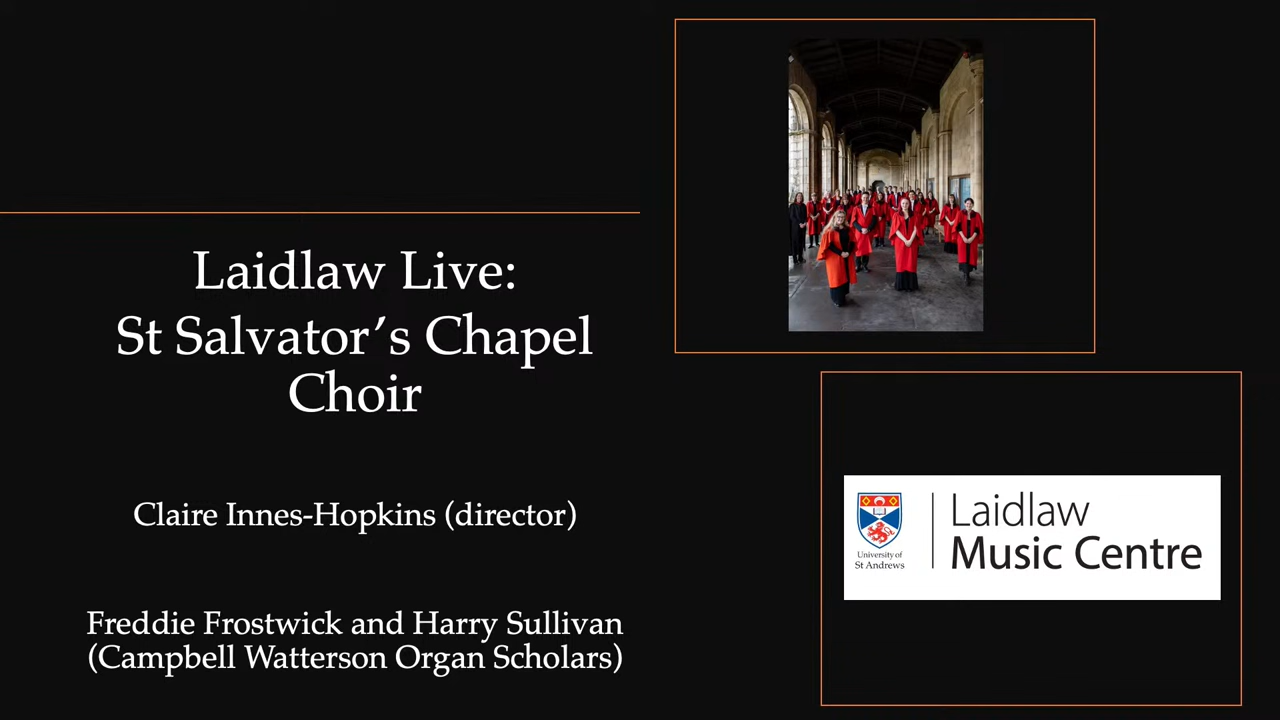 Laidlaw Live:
St Salvator’s Chapel
Choir
Claire Innes-Hopkins (director)
Freddie Frostwick and Harry Sullivan
(Campbell Watterson Organ Scholars)
University of
St Andrews
Laidlaw
Music Centre